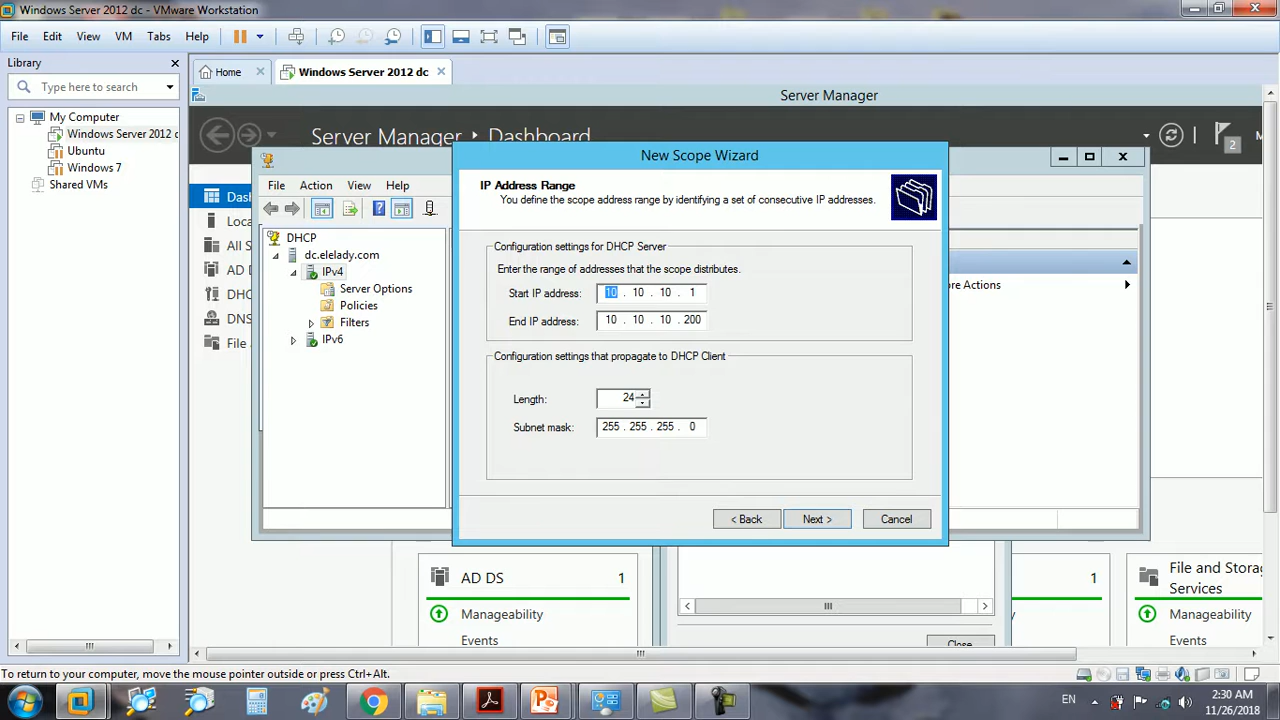 Windows Server 2012 dc - VMware Workstation
File Edit View VM Tabs Help
Library
Type here to search
My Computer
Windows Server 2012 d
Ubuntu
Windows 7
Shared VMs
Home
Windows Server 2012 dc
Server Manager
Server Manager ▸ Dashboard
2
Das
Loca
All S
AD D
DHC
DNS
File
File Action View Help
DHCP
dc.elelady.com
IPv4
Server Options
Policies
Filters
IPv6
ore Actions
New Scope Wizard
IP Address Range
You define the scope address range by identifying a set of consecutive IP addresses.
Configuration settings for DHCP Server
Enter the range of addresses that the scope distributes.
Start IP address: 10 . 10 . 10 . 1
End IP address: 10 . 10 . 10 . 200
Configuration settings that propagate to DHCP Client
Length: 24
Subnet mask: 255 . 255 . 255 . 0
< Back Next > Cancel
AD DS 1
Manageability
Events
Close
1
File and Storag
Services
Manageability
Events
To return to your computer, move the mouse pointer outside or press Ctrl+Alt.
EN
2:30 AM
11/26/2018